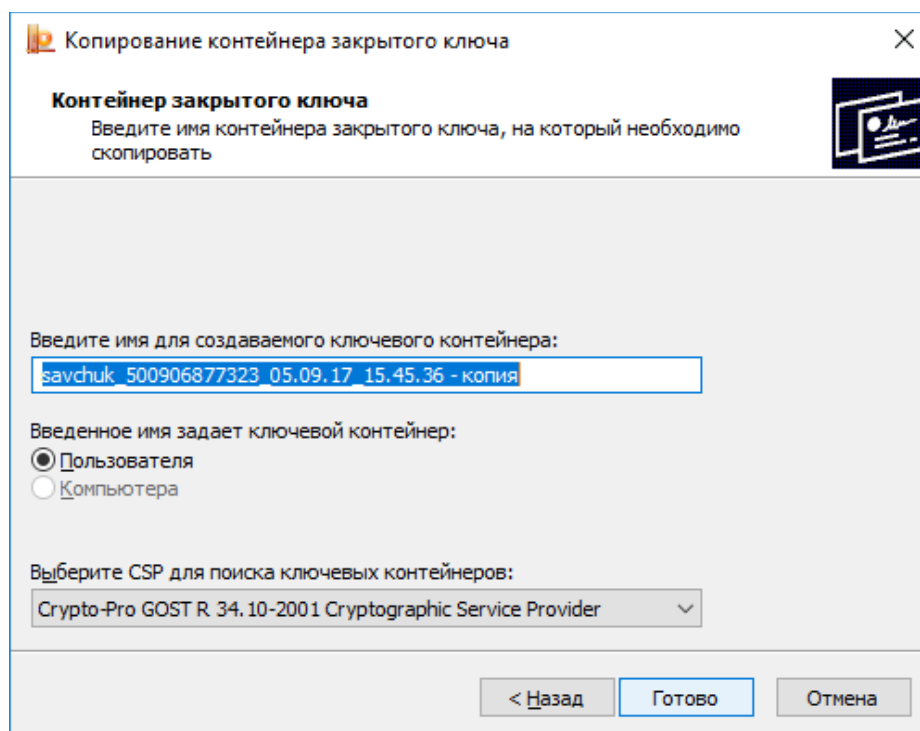 Копирование контейнера закрытого ключа
Контейнер закрытого ключа
Введите имя контейнера закрытого ключа, на который необходимо
скопировать
Введите имя для создаваемого ключевого контейнера:
savchuk_500906877323_05.09.17_15.45.36 - копия
Введенное имя задает ключевой контейнер:
Пользователя
Компьютера
Выберите CSP для поиска ключевых контейнеров:
Crypto-Pro GOST R 34.10-2001 Cryptographic Service Provider
< Назад Готово Отмена